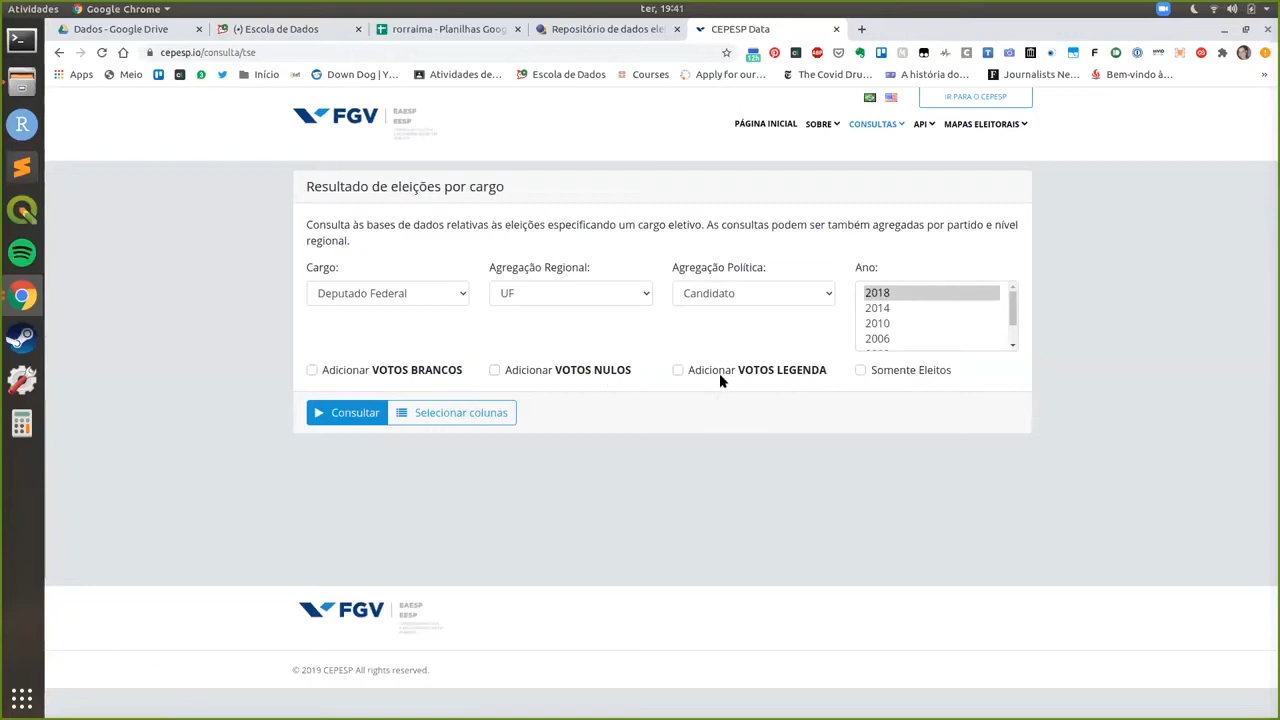 Atividades
Google Chrome
ter, 19:41
Dados - Google Drive
(•) Escola de Dados
rorraima - Planilhas Goog
Repositório de dados ele
CEPESP Data
cepesp.io/consulta/tse
12h
Apps
Meio
Início
Down Dog | Y…
Atividades de…
Escola de Dados
Courses
Apply for our…
The Covid Dru…
A história do…
Journalists Ne…
Bem-vindo à…
»
FGV
EAESP
EESP
IR PARA O CEPESP
PÁGINA INICIAL
SOBRE
CONSULTAS
API
MAPAS ELEITORAIS
Resultado de eleições por cargo
Consulta às bases de dados relativas às eleições especificando um cargo eletivo. As consultas podem ser também agregadas por partido e nível
regional.
Cargo:
Agregação Regional:
Agregação Política:
Ano:
Deputado Federal
UF
Candidato
2018
2014
2010
2006
Adicionar VOTOS BRANCOS
Adicionar VOTOS NULOS
Adicionar VOTOS LEGENDA
Somente Eleitos
Consultar
Selecionar colunas
FGV
EAESP
EESP
© 2019 CEPESP All rights reserved.